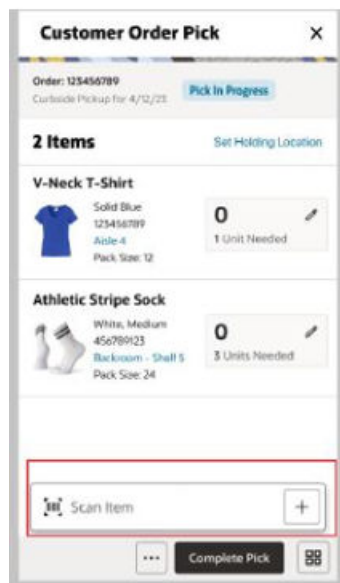 Customer Order Pick
Order: 123456789
Curbside Pickup for 4/12/23
Pick In Progress
2 Items
Set Holding Location
V-Neck T-Shirt
Solid Blue
123456789
Aisle 4
Pack Size: 12
0
1 Unit Needed
Athletic Stripe Sock
White, Medium
456789123
Backroom - Shelf 5
Pack Size: 24
0
3 Units Needed
Scan Item
Complete Pick